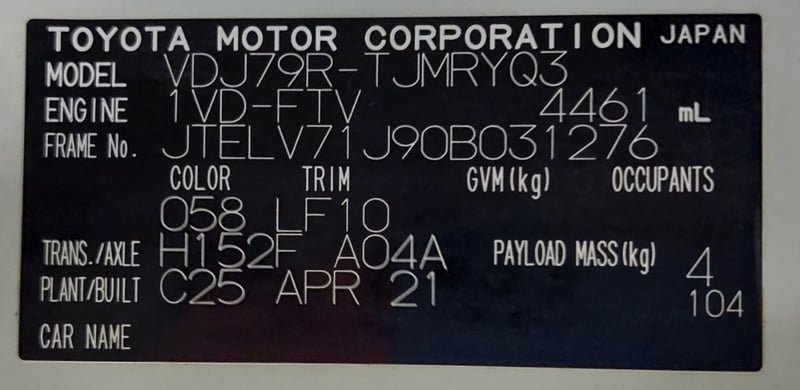 TOYOTA MOTOR CORPORATION JAPAN
MODEL VDJ79R-TJMRYQ3
ENGINE 1VD-FTV 4461 mL
FRAME No. JTELV71J90B031276
COLOR TRIM GVM(kg) OCCUPANTS
058 LF10
TRANS./AXLE H152F A04A PAYLOAD MASS(kg) 4
PLANT/BUILT C25 APR 21 104
CAR NAME